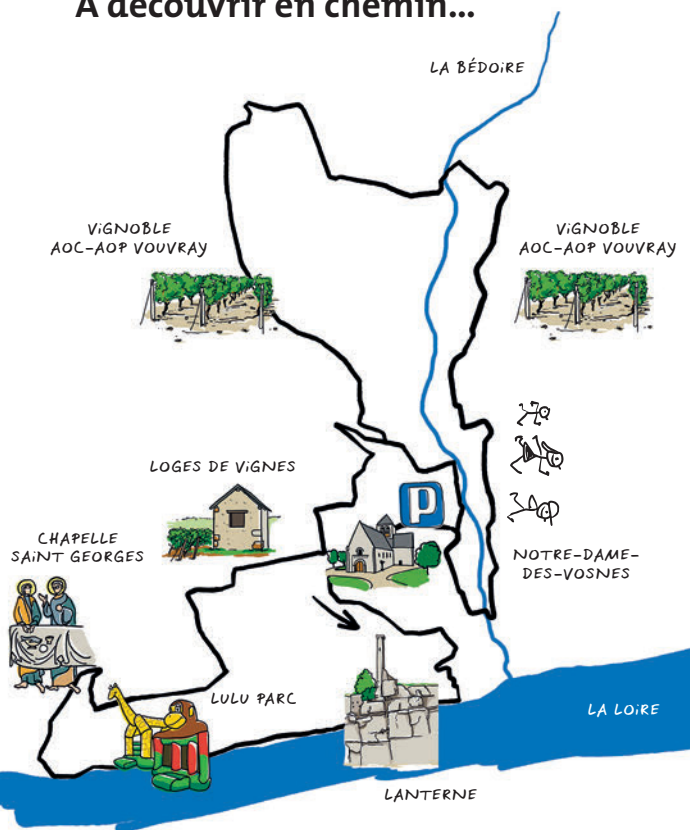 À découvrir en chemin...
LA BÉDOIRE
VIGNOBLE
AOC-AOP VOUVRAY
VIGNOBLE
AOC-AOP VOUVRAY
LOGES DE VIGNES
P
CHAPELLE
SAINT GEORGES
NOTRE-DAME-
DES-VOSNES
LULU PARC
LA LOIRE
LANTERNE